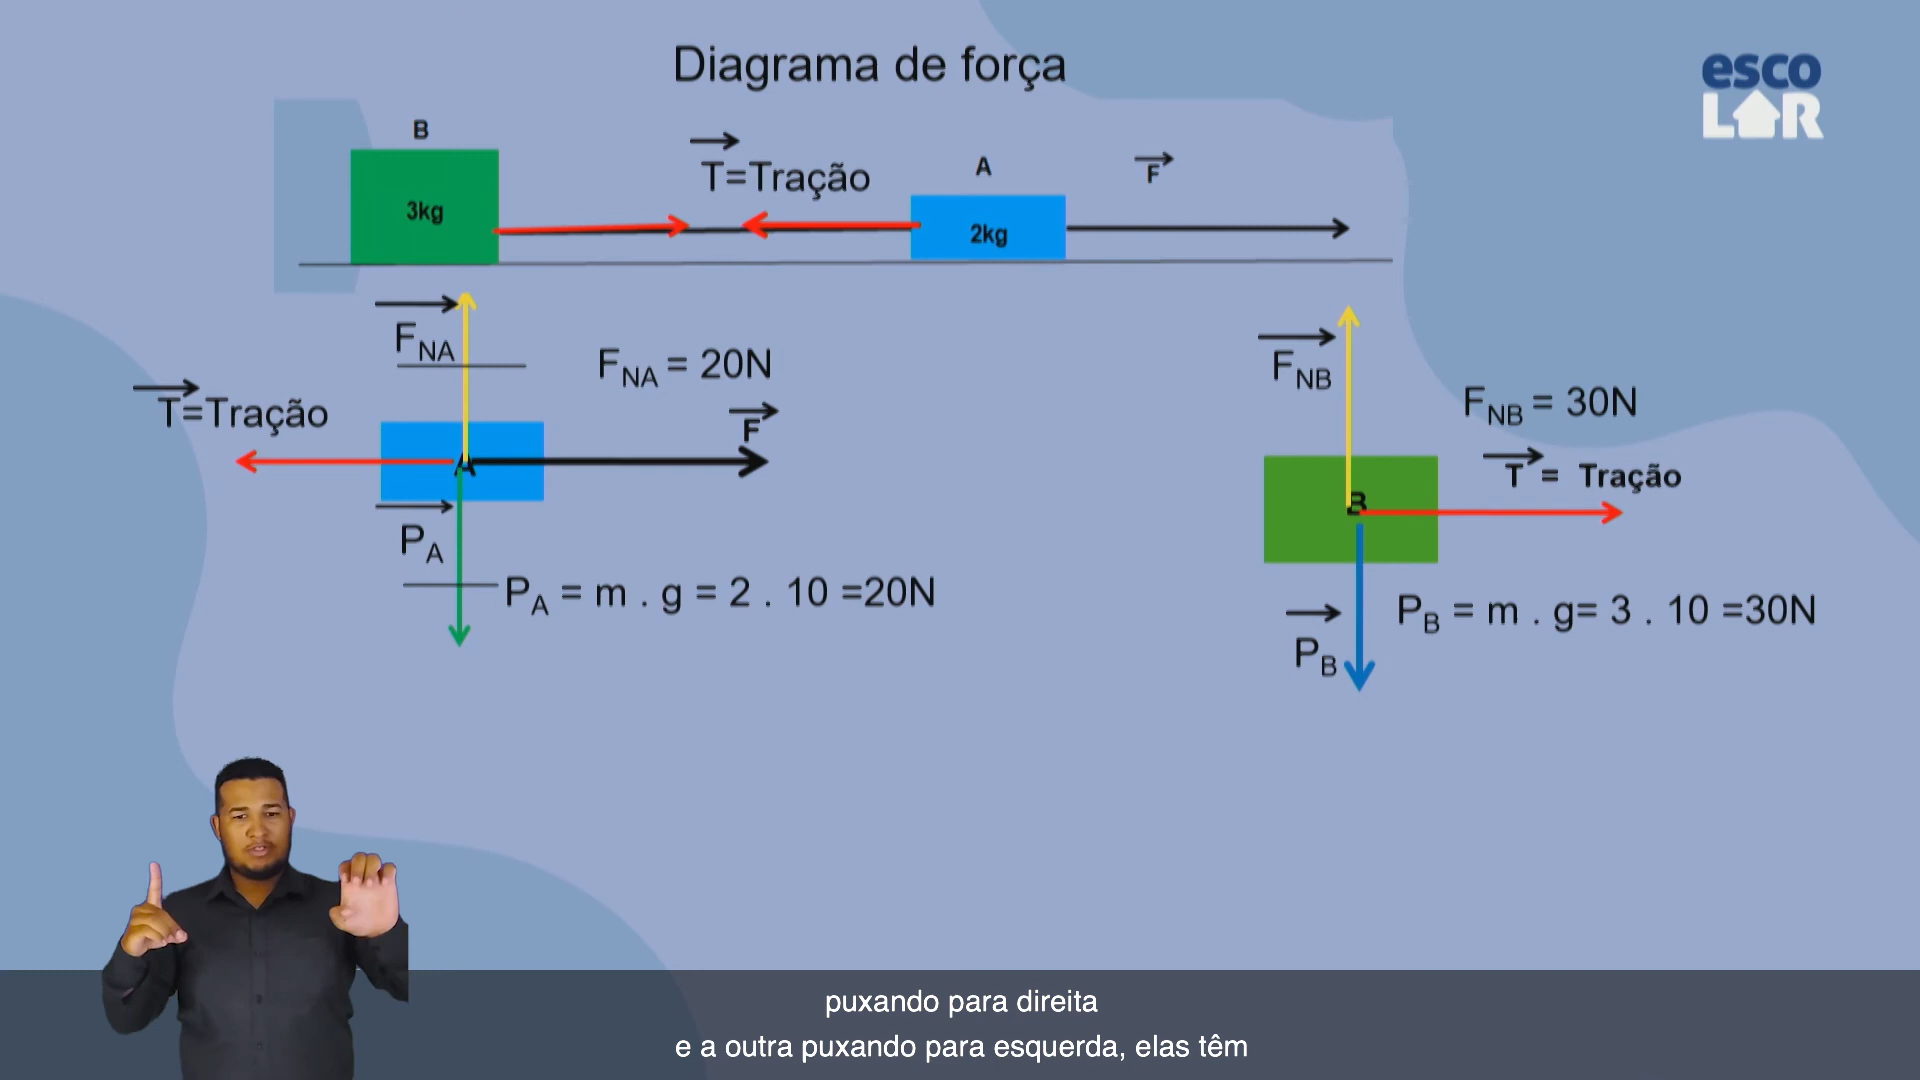 Diagrama de força
esco
LAR
B
3kg
T=Tração
A
2kg
F
FNA
FNA = 20N
T=Tração
F
A
PA
PA = m . g = 2 . 10 =20N
FNB
FNB = 30N
T = Tração
B
PB = m . g= 3 . 10 =30N
PB
puxando para direita
e a outra puxando para esquerda, elas têm